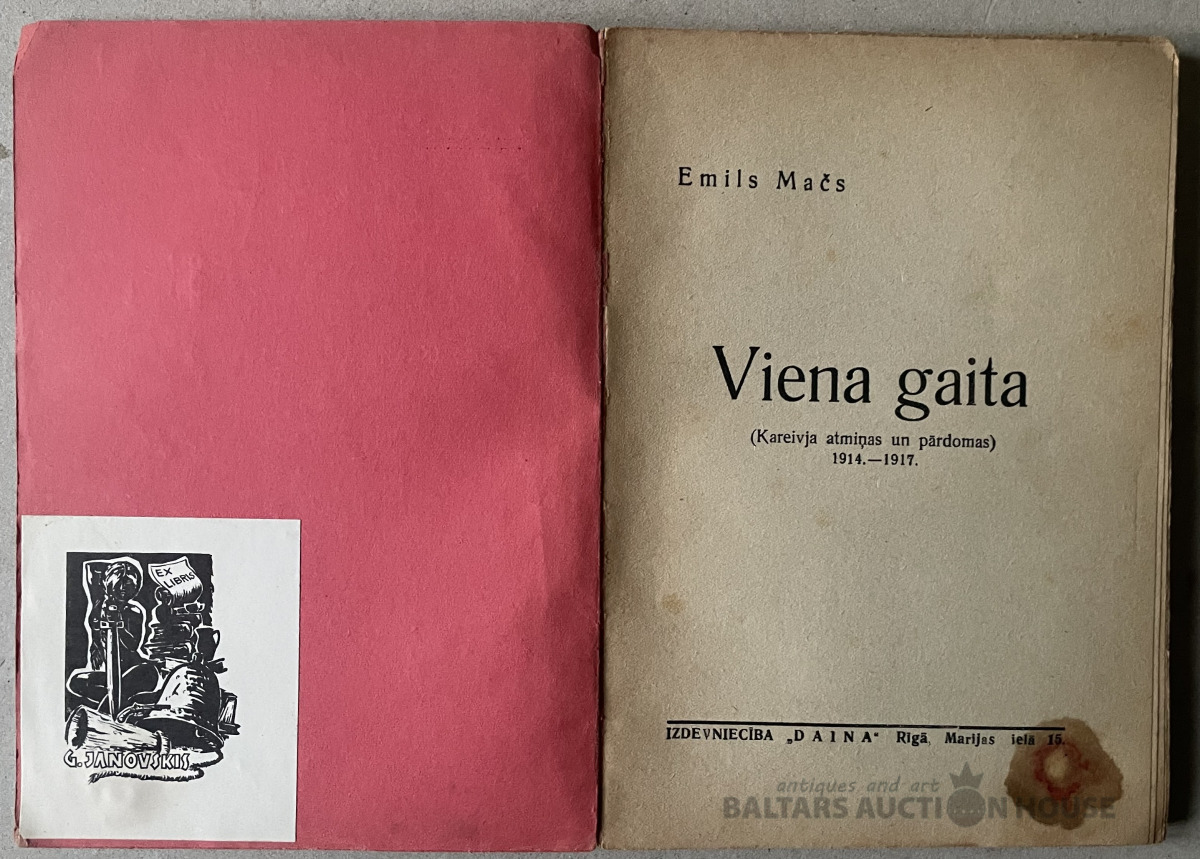 EX
LIBRIS
G. JANOVSKIS
Emils Mačs
Viena gaita
(Kareivja atmiņas un pārdomas)
1914.—1917.
IZDEVNIECĪBA „DAINA“ Rīgā, Marijas ielā 15.
antiques and art
BALTARS AUCTION HOUSE